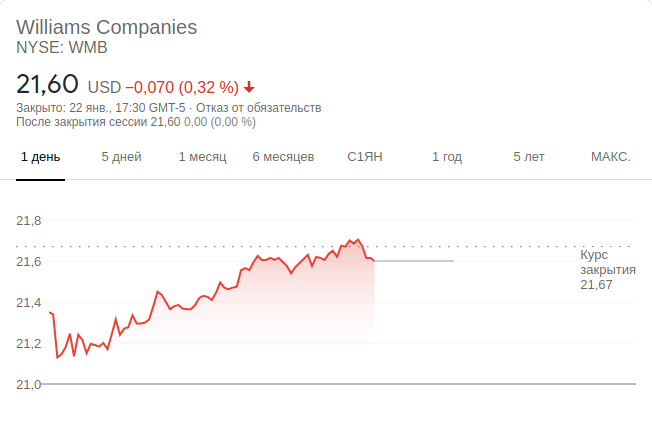 Williams Companies
NYSE: WMB
21,60 USD −0,070 (0,32 %)
Закрыто: 22 янв., 17:30 GMT-5 · Отказ от обязательств
После закрытия сессии 21,60 0,00 (0,00 %)
1 день 5 дней 1 месяц 6 месяцев С1ЯН 1 год 5 лет МАКС.
21,8
21,6
21,4
21,2
21,0
Курс
закрытия
21,67